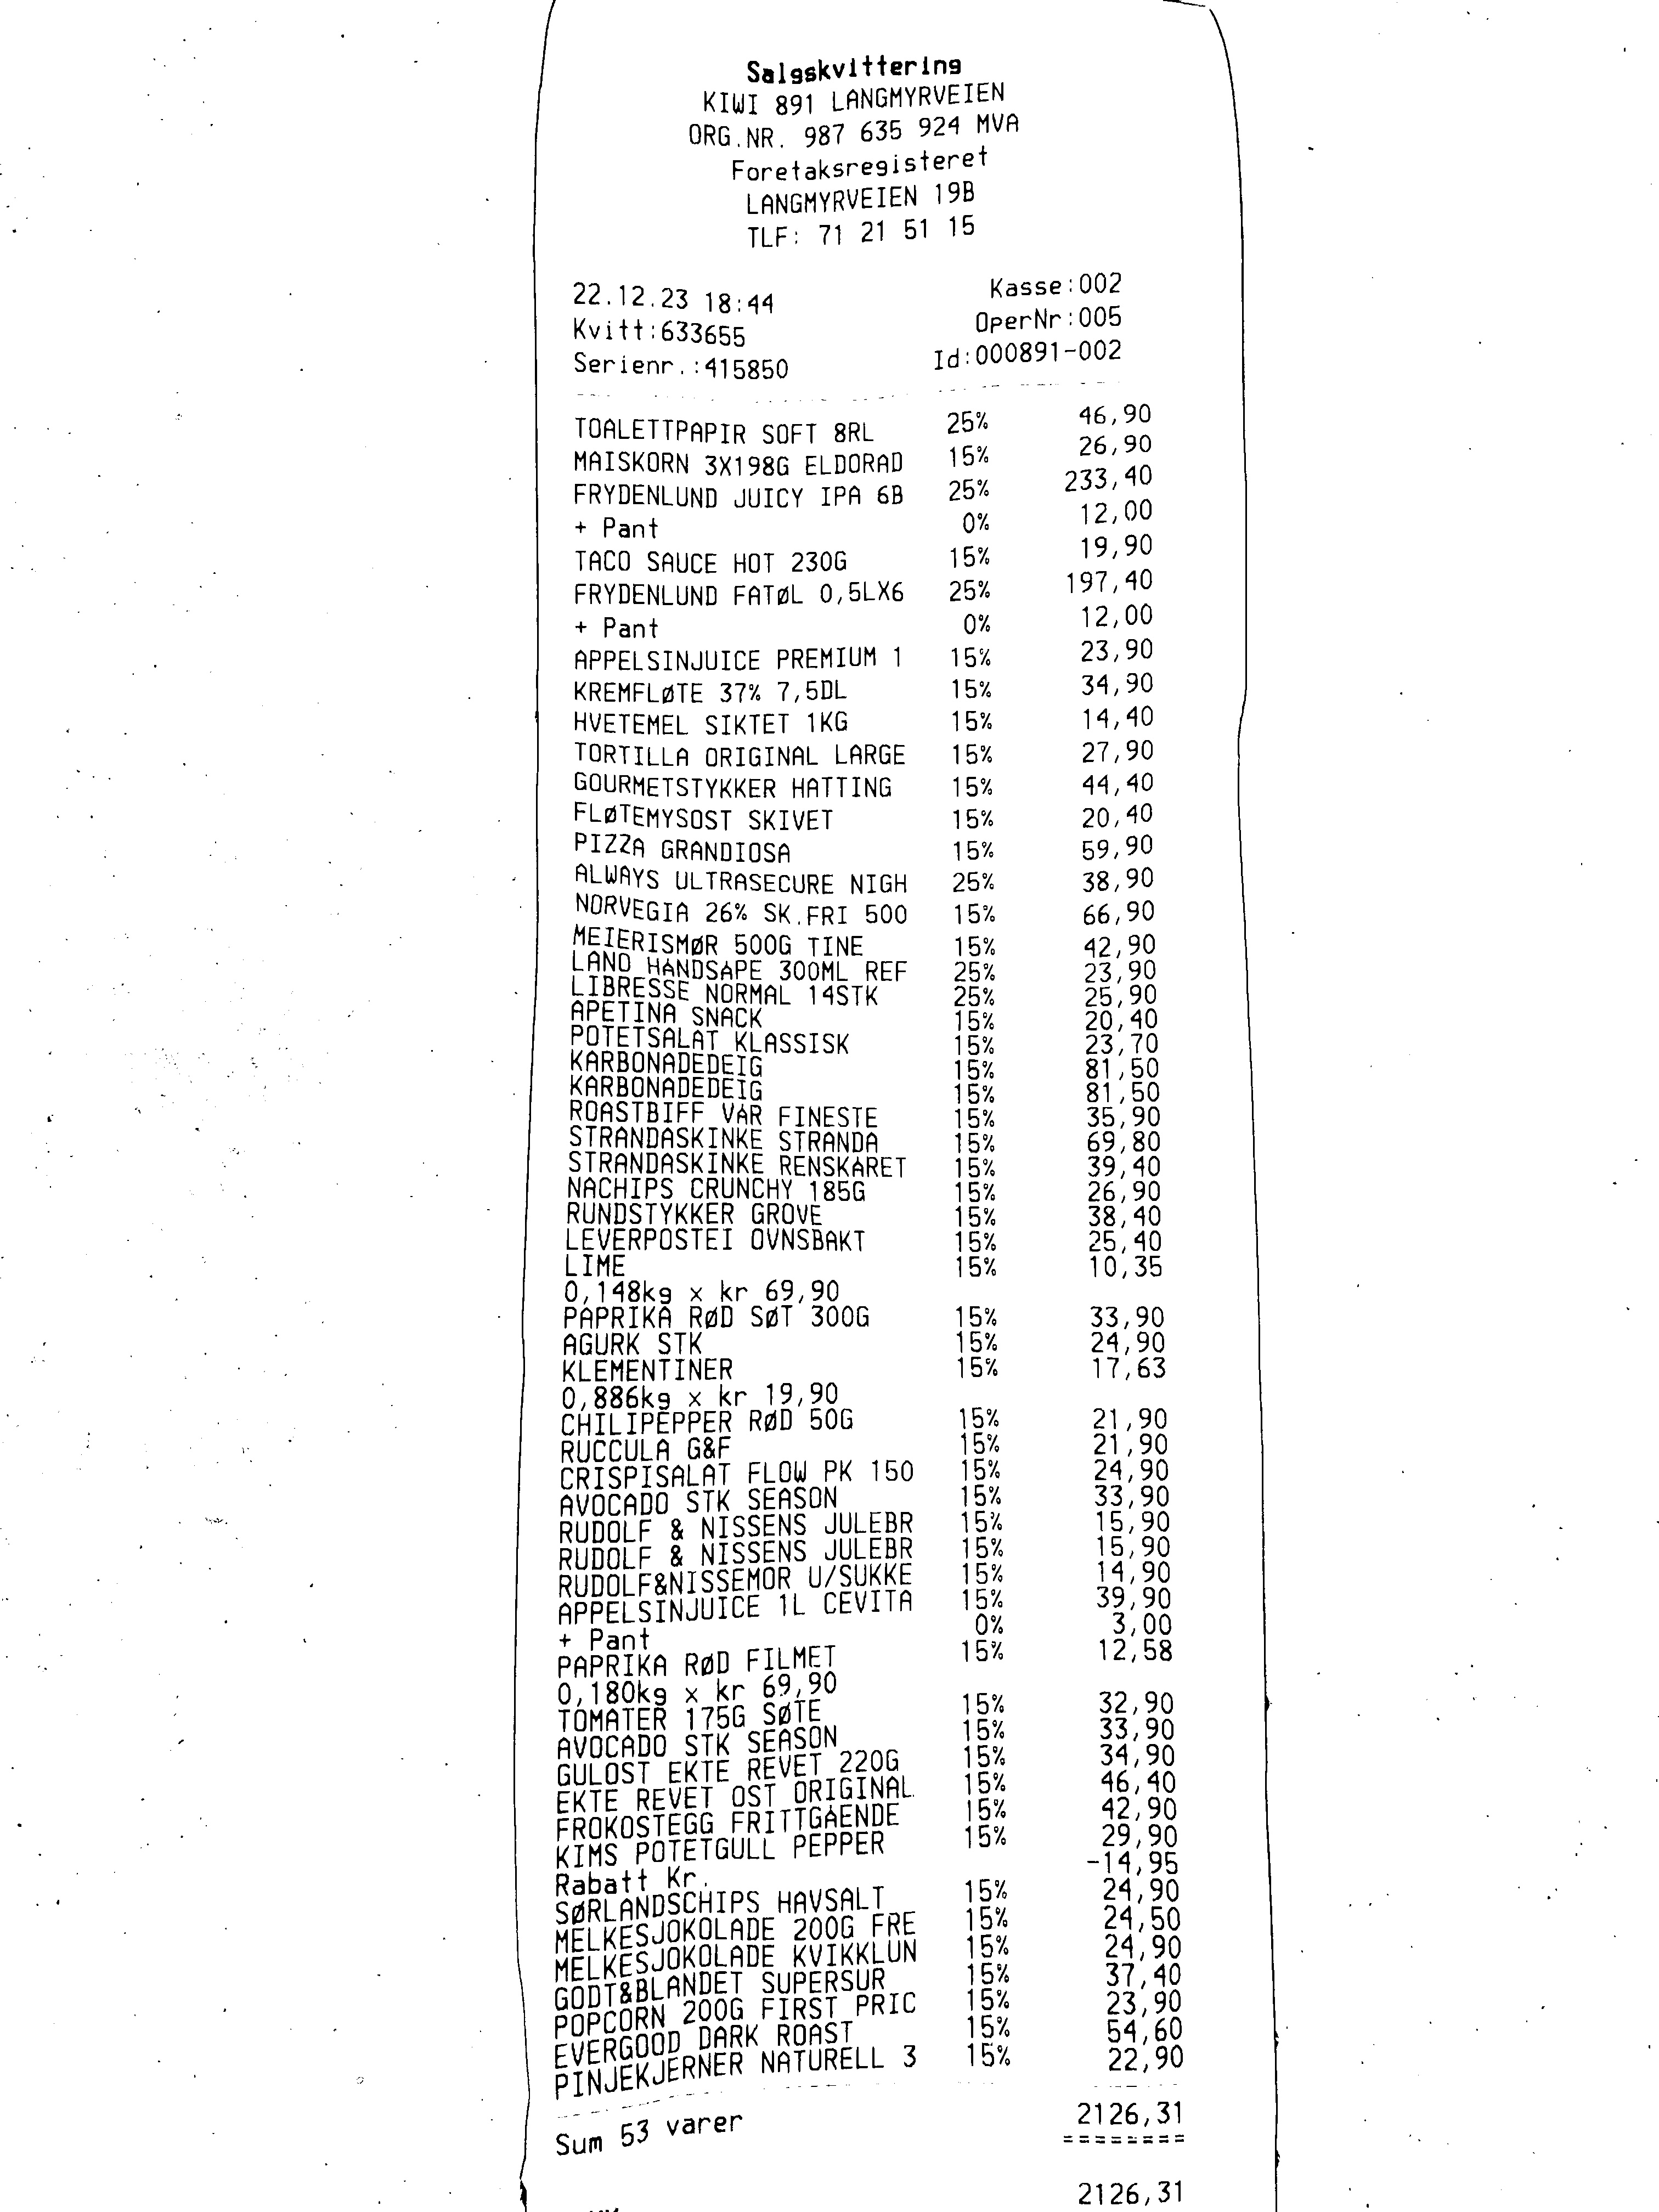 Salgskvittering
KIWI 891 LANGMYRVEIEN
ORG.NR. 987 635 924 MVA
Foretaksregisteret
LANGMYRVEIEN 19B
TLF: 71 21 51 15
22.12.23 18:44 Kasse:002
Kvitt:633655 OperNr:005
Serienr.:415850 Id:000891-002
TOALETTPAPIR SOFT 8RL 25% 46,90
MAISKORN 3X198G ELDORAD 15% 26,90
FRYDENLUND JUICY IPA 6B 25% 233,40
+ Pant 0% 12,00
TACO SAUCE HOT 230G 15% 19,90
FRYDENLUND FATØL 0,5LX6 25% 197,40
+ Pant 0% 12,00
APPELSINJUICE PREMIUM 1 15% 23,90
KREMFLØTE 37% 7,5DL 15% 34,90
HVETEMEL SIKTET 1KG 15% 14,40
TORTILLA ORIGINAL LARGE 15% 27,90
GOURMETSTYKKER HATTING 15% 44,40
FLØTEMYSOST SKIVET 15% 20,40
PIZZA GRANDIOSA 15% 59,90
ALWAYS ULTRASECURE NIGH 25% 38,90
NORVEGIA 26% SK.FRI 500 15% 66,90
MEIERISMØR 500G TINE 15% 42,90
LANO HANDSAPE 300ML REF 25% 23,90
LIBRESSE NORMAL 14STK 25% 25,90
APETINA SNACK 15% 20,40
POTETSALAT KLASSISK 15% 23,70
KARBONADEDEIG 15% 81,50
KARBONADEDEIG 15% 81,50
ROASTBIFF VAR FINESTE 15% 35,90
STRANDASKINKE STRANDA 15% 69,80
STRANDASKINKE RENSKARET 15% 39,40
NACHIPS CRUNCHY 185G 15% 26,90
RUNDSTYKKER GROVE 15% 38,40
LEVERPOSTEI OVNSBAKT 15% 25,40
LIME 15% 10,35
0,148kg x kr 69,90
PAPRIKA RØD SØT 300G 15% 33,90
AGURK STK 15% 24,90
KLEMENTINER 15% 17,63
0,886kg x kr 19,90
CHILIPEPPER RØD 50G 15% 21,90
RUCCULA G&F 15% 21,90
CRISPISALAT FLOW PK 150 15% 24,90
AVOCADO STK SEASON 15% 33,90
RUDOLF & NISSENS JULEBR 15% 15,90
RUDOLF & NISSENS JULEBR 15% 15,90
RUDOLF&NISSEMOR U/SUKKE 15% 14,90
APPELSINJUICE 1L CEVITA 15% 39,90
+ Pant 0% 3,00
PAPRIKA RØD FILMET 15% 12,58
0,180kg x kr 69,90
TOMATER 175G SØTE 15% 32,90
AVOCADO STK SEASON 15% 33,90
GULOST EKTE REVET 220G 15% 34,90
EKTE REVET OST ORIGINAL 15% 46,40
FROKOSTEGG FRITTGÅENDE 15% 42,90
KIMS POTETGULL PEPPER 15% 29,90
Rabatt Kr. -14,95
SØRLANDSCHIPS HAVSALT 15% 24,90
MELKESJOKOLADE 200G FRE 15% 24,50
MELKESJOKOLADE KVIKKLUN 15% 24,90
GODT&BLANDET SUPERSUR 15% 37,40
POPCORN 200G FIRST PRIC 15% 23,90
EVERGOOD DARK ROAST 15% 54,60
PINJEKJERNER NATURELL 3 15% 22,90
Sum 53 varer 2126,31
========
2126,31